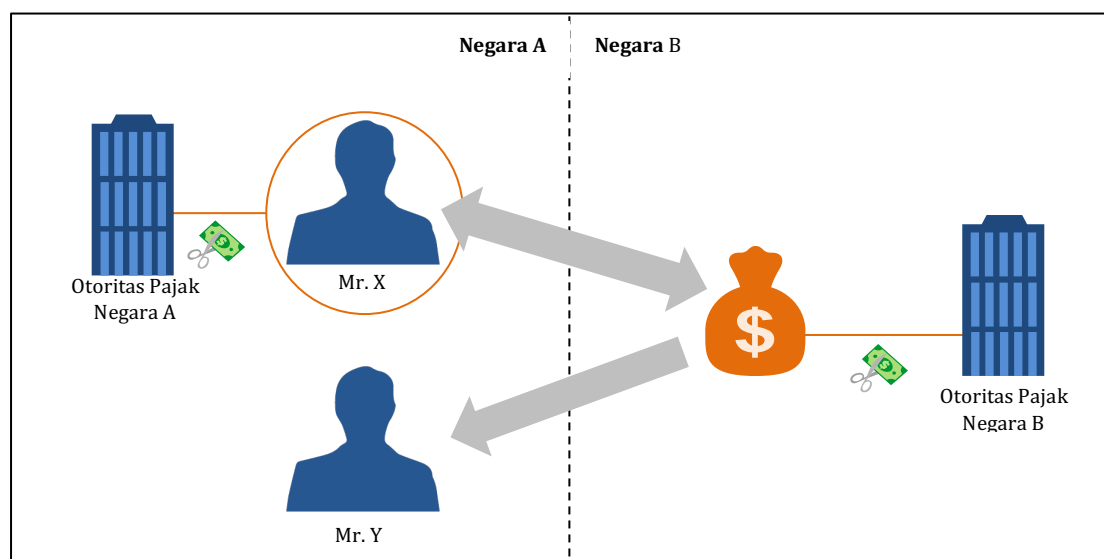 Negara A
Negara B
Otoritas Pajak
Negara A
Mr. X
$
Otoritas Pajak
Negara B
Mr. Y